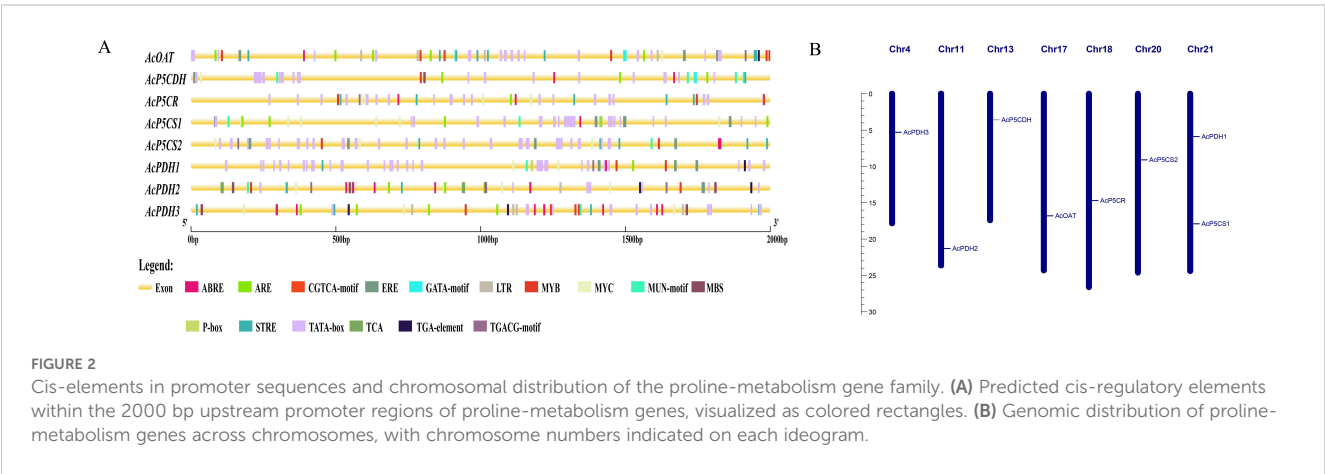 A
AcOAT
AcP5CDH
AcP5CR
AcP5CS1
AcP5CS2
AcPDH1
AcPDH2
AcPDH3
5' 3'
0bp 500bp 1000bp 1500bp 2000bp
Legend:
Exon ABRE ARE CGTCA-motif ERE GATA-motif LTR MYB MYC MUN-motif MBS
P-box STRE TATA-box TCA TGA-element TGACG-motif
B
Chr4 Chr11 Chr13 Chr17 Chr18 Chr20 Chr21
0
5
10
15
20
25
30
AcPDH3
AcPDH2
AcP5CDH
AcOAT
AcP5CR
AcP5CS2
AcPDH1
AcP5CS1
FIGURE 2
Cis-elements in promoter sequences and chromosomal distribution of the proline-metabolism gene family. (A) Predicted cis-regulatory elements
within the 2000 bp upstream promoter regions of proline-metabolism genes, visualized as colored rectangles. (B) Genomic distribution of proline-
metabolism genes across chromosomes, with chromosome numbers indicated on each ideogram.